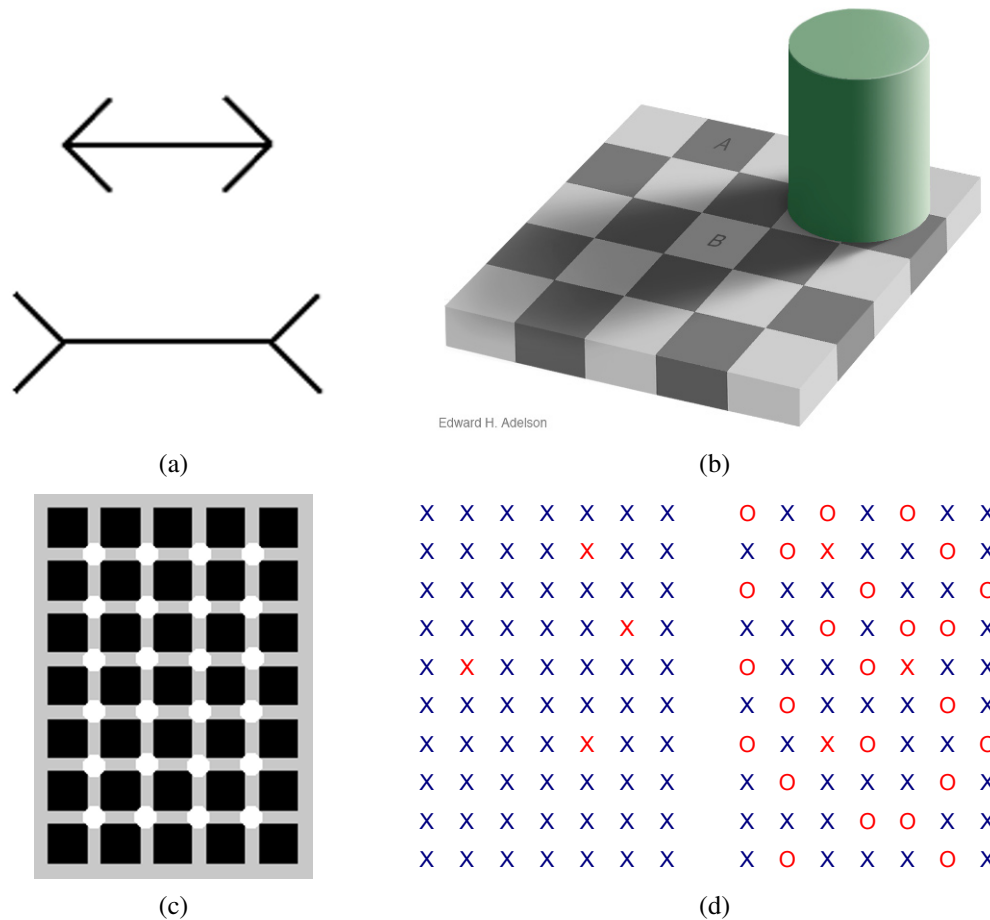 A
B
Edward H. Adelson
(a)
(b)
X X X X X X X O X O X O X X
X X X X X X X X O X X X O X
X X X X X X X O X X O X X O
X X X X X X X X X O X O O X
X X X X X X X O X X O X X X
X X X X X X X X O X X X O X
X X X X X X X O X X O X X O
X X X X X X X X O X X X O X
X X X X X X X X X X O O X X
X X X X X X X X O X X X O X
(c)
(d)